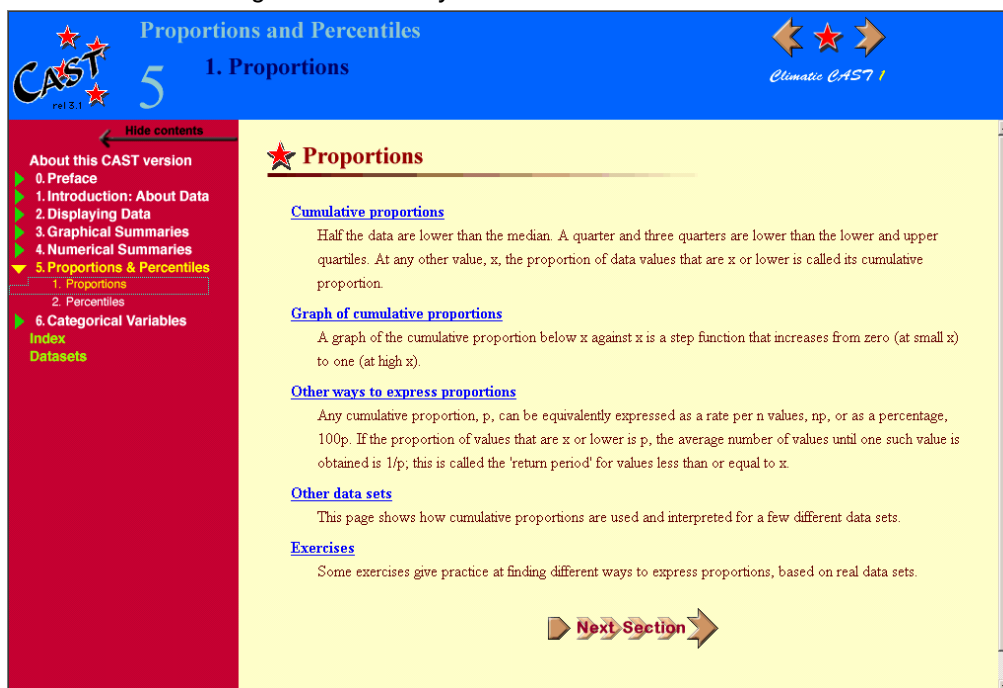 Proportions and Percentiles
5
1. Proportions
CAST
rel 3.1
Climatic CAST !
Hide contents
About this CAST version
0. Preface
1. Introduction: About Data
2. Displaying Data
3. Graphical Summaries
4. Numerical Summaries
5. Proportions & Percentiles
1. Proportions
2. Percentiles
6. Categorical Variables
Index
Datasets
Proportions
Cumulative proportions
Half the data are lower than the median. A quarter and three quarters are lower than the lower and upper
quartiles. At any other value, x, the proportion of data values that are x or lower is called its cumulative
proportion.
Graph of cumulative proportions
A graph of the cumulative proportion below x against x is a step function that increases from zero (at small x)
to one (at high x).
Other ways to express proportions
Any cumulative proportion, p, can be equivalently expressed as a rate per n values, np, or as a percentage,
100p. If the proportion of values that are x or lower is p, the average number of values until one such value is
obtained is 1/p; this is called the 'return period' for values less than or equal to x.
Other data sets
This page shows how cumulative proportions are used and interpreted for a few different data sets.
Exercises
Some exercises give practice at finding different ways to express proportions, based on real data sets.
Next Section